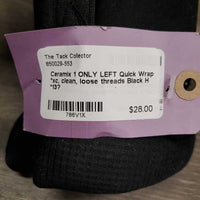 The Tack Collector
650029-553
Ceramix 1 ONLY LEFT Quick Wrap
*xc, clean, loose threads Black H
*137
$28.00
786V1X